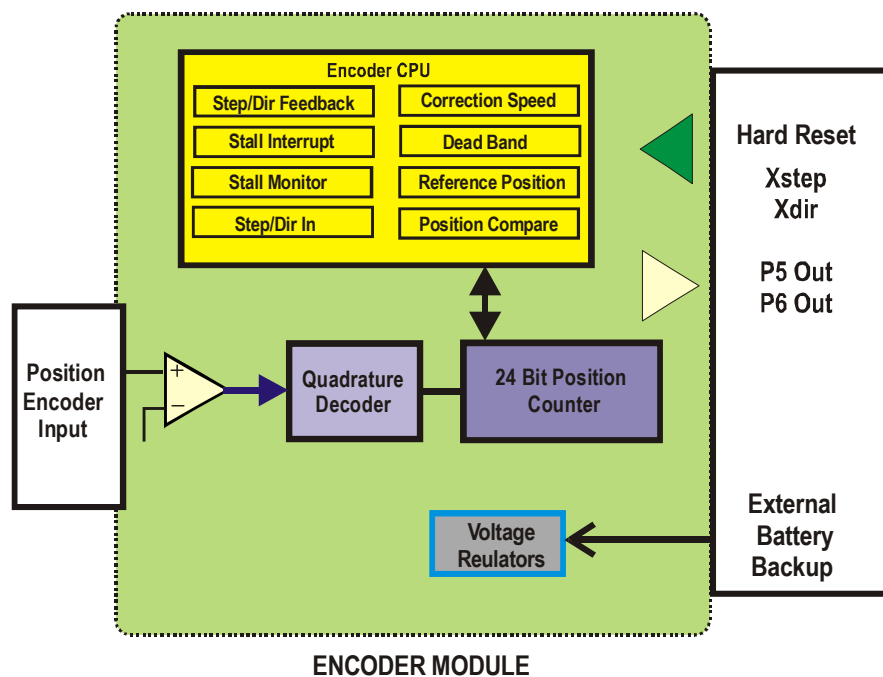 Encoder CPU
Step/Dir Feedback
Correction Speed
Stall Interrupt
Dead Band
Stall Monitor
Reference Position
Step/Dir In
Position Compare
Hard Reset
Xstep
Xdir
P5 Out
P6 Out
Position
Encoder
Input
+
−
Quadrature
Decoder
24 Bit Position
Counter
Voltage
Reulators
External
Battery
Backup
ENCODER MODULE